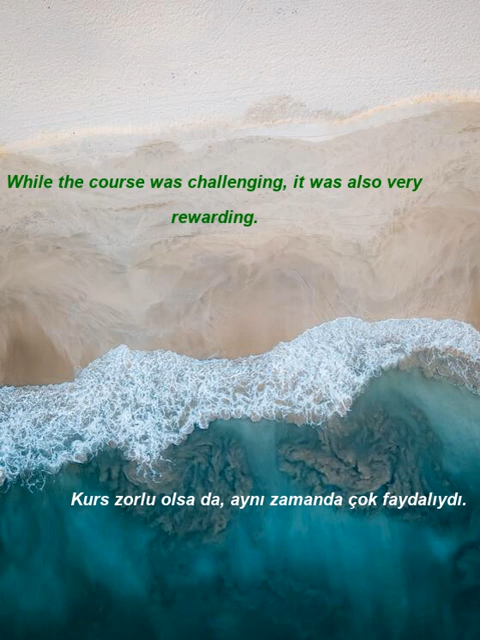 While the course was challenging, it was also very
rewarding.
Kurs zorlu olsa da, aynı zamanda çok faydalıydı.